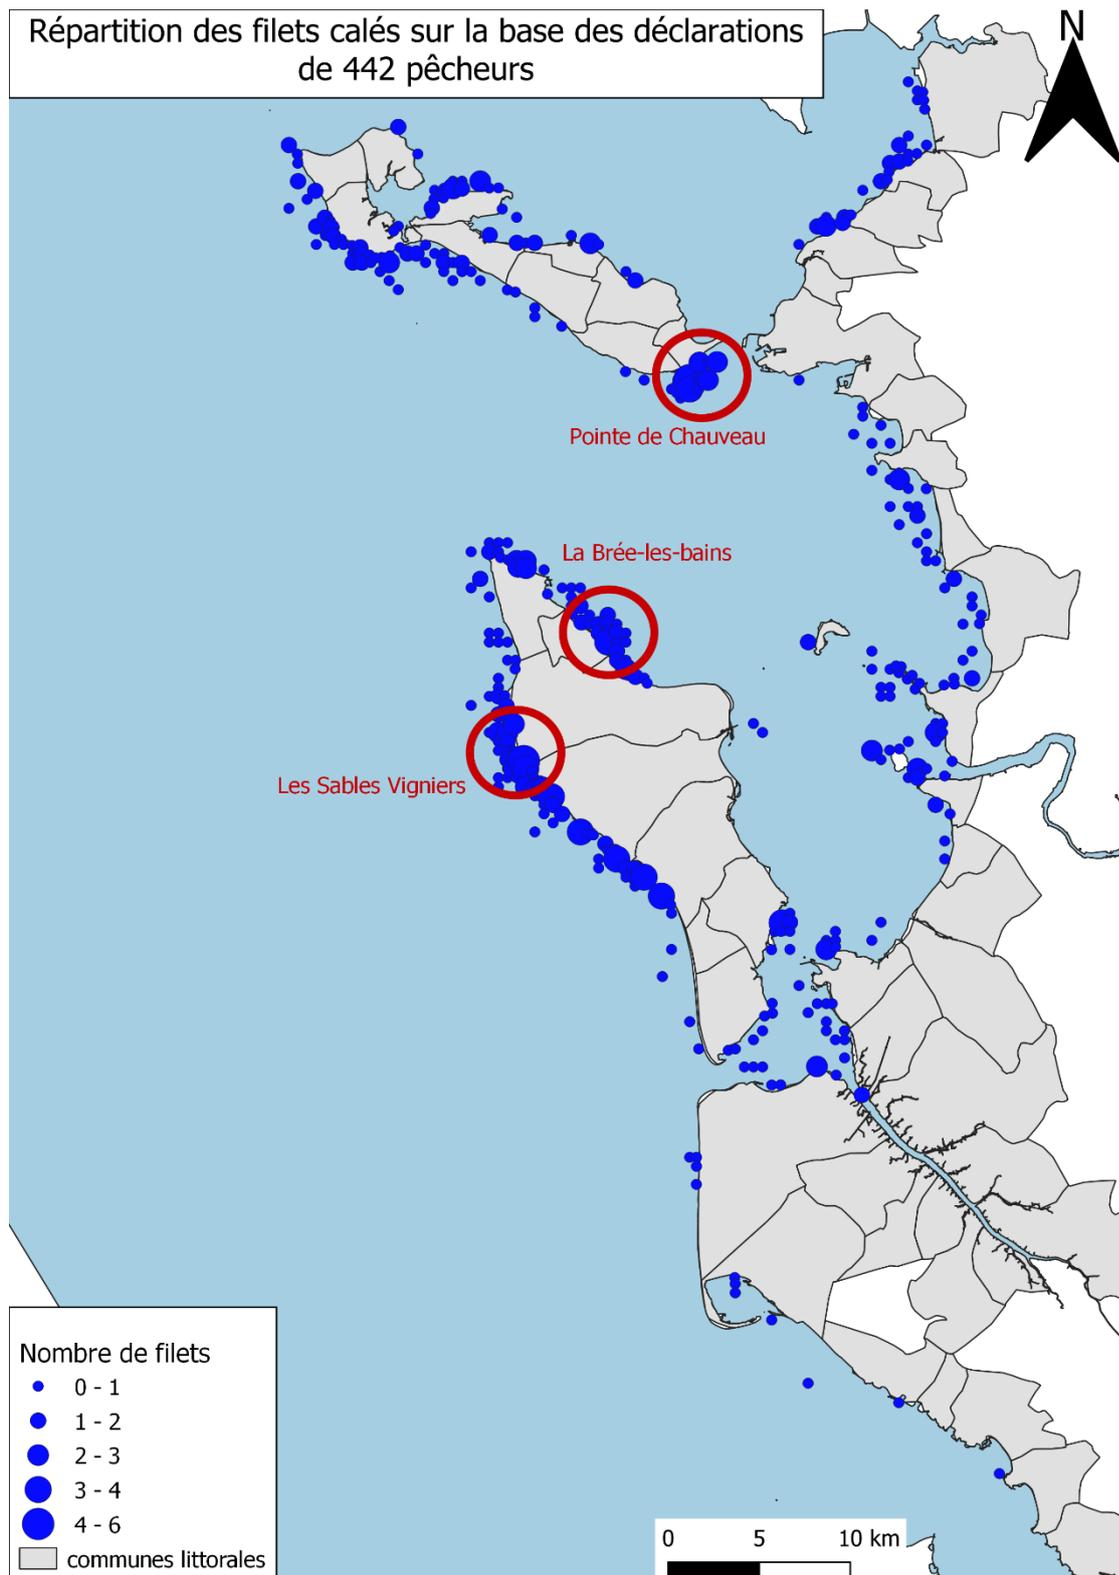 Répartition des filets calés sur la base des déclarations
de 442 pêcheurs
N
Pointe de Chauveau
La Brée-les-bains
Les Sables Vigniers
Nombre de filets
0 - 1
1 - 2
2 - 3
3 - 4
4 - 6
communes littorales
0 5 10 km